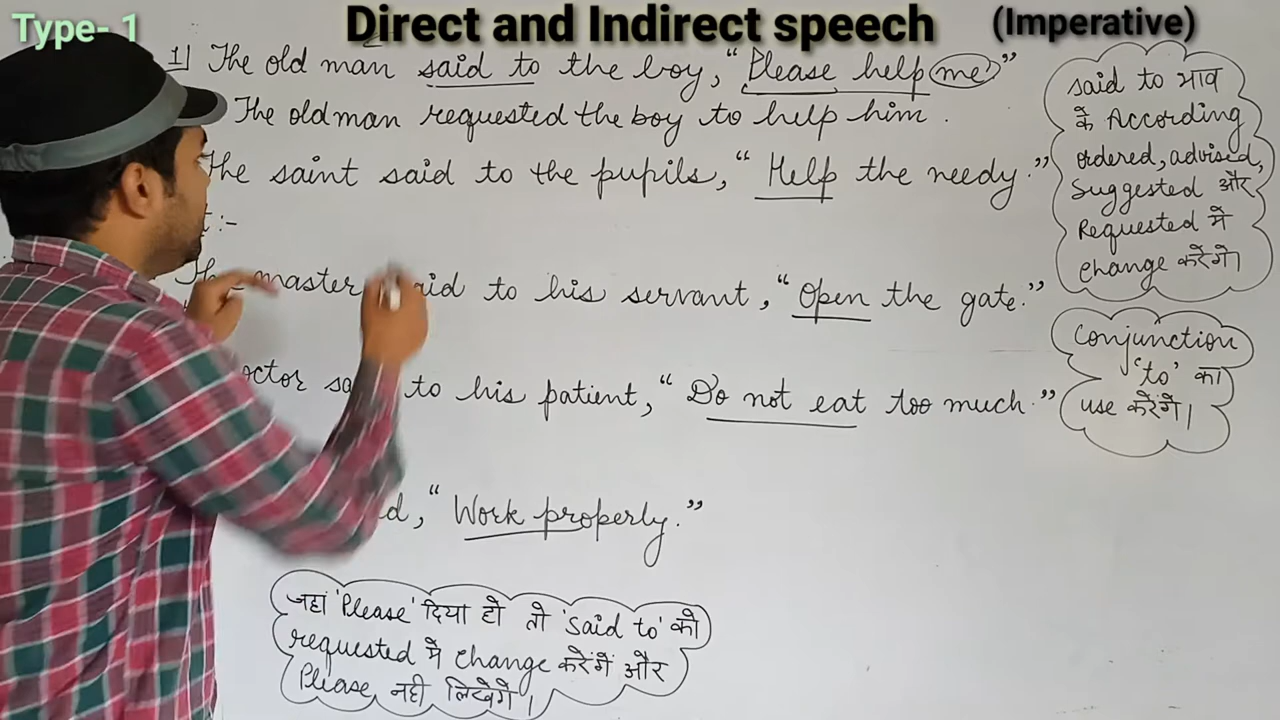 Type- 1 Direct and Indirect speech (Imperative)
1] The old man said to the boy, “Please help me.”
The old man requested the boy to help him.
The saint said to the pupils, “Help the needy.”
:-
The master said to his servant, “Open the gate.”
to his patient, “Do not eat too much.”
“Work properly.”
said to भाव
के According
ordered, advised,
Suggested और
Requested में
change करेंगे।
Conjunction
‘to’ का
use करेंगे।
जहां ‘Please’ दिया हो तो ‘Said to’ को
requested में change करेंगें और
Please नहीं लिखेगें।